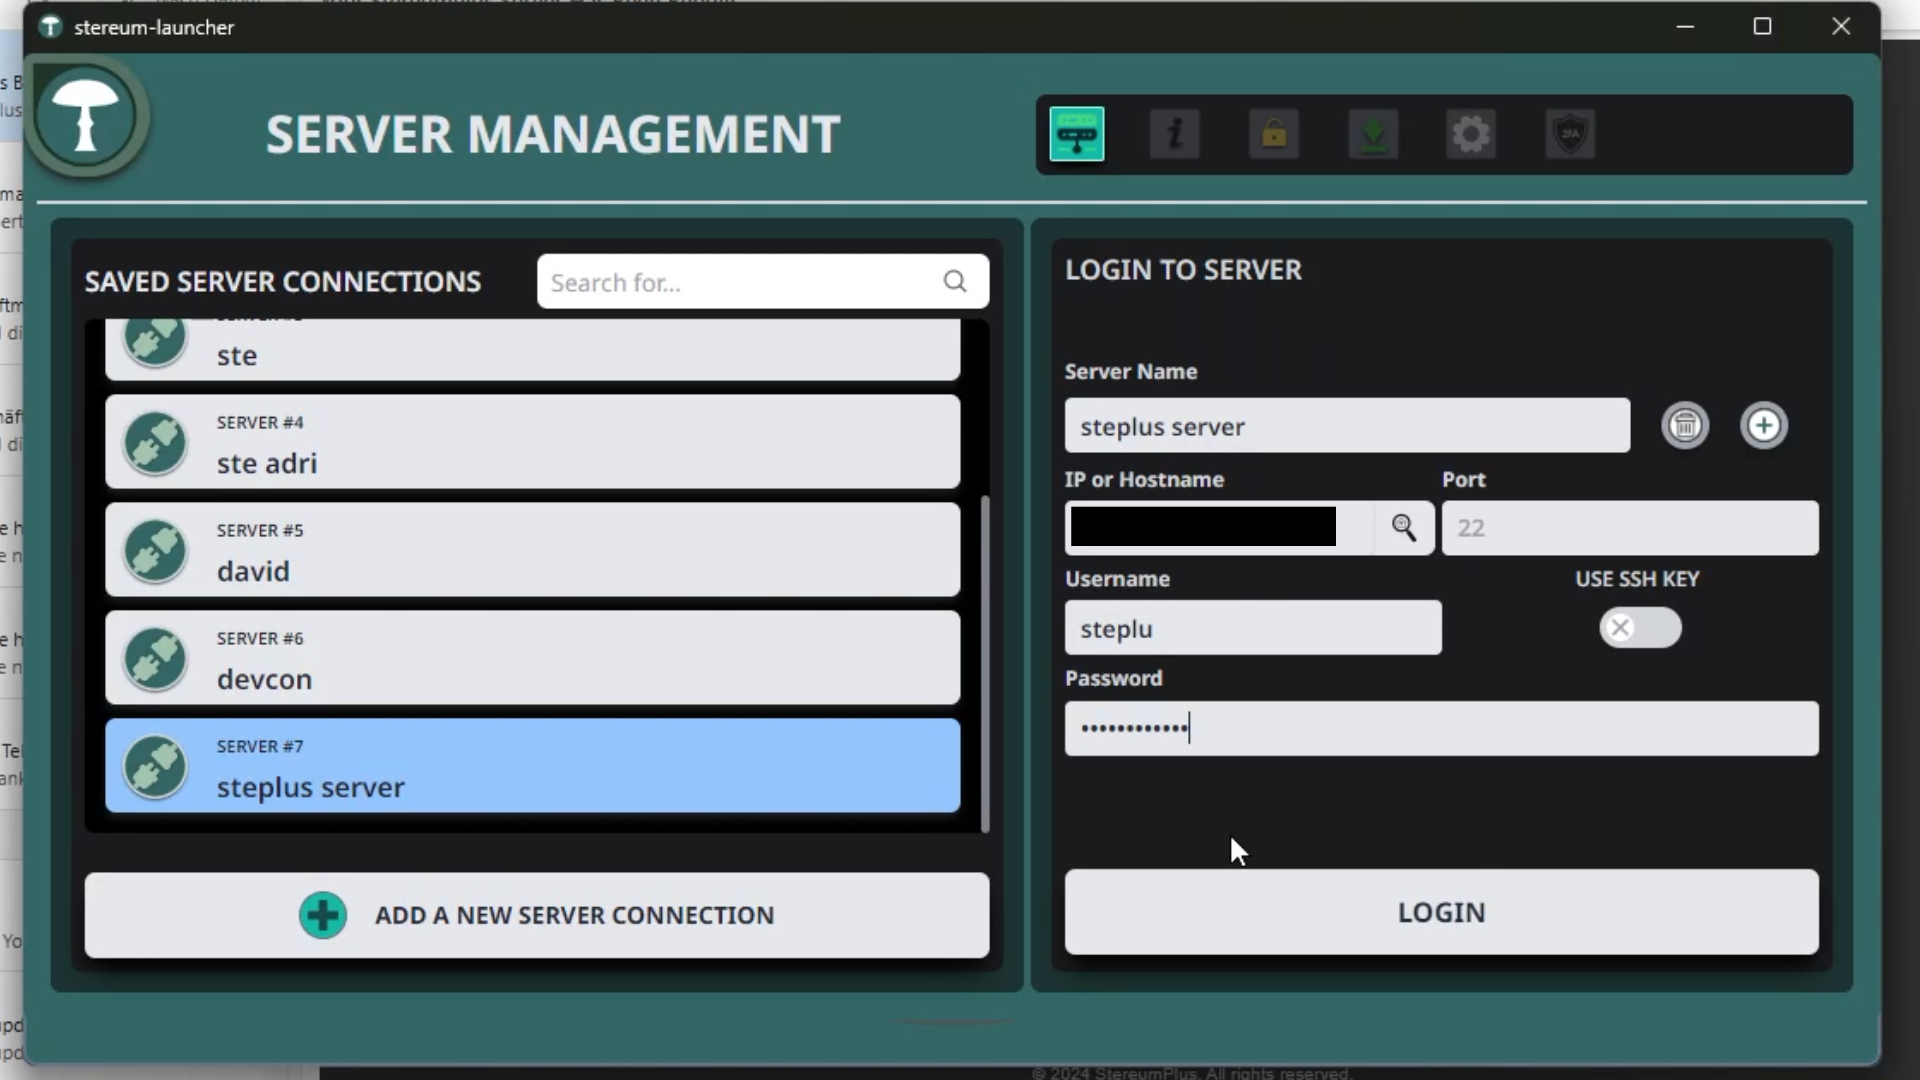 stereum-launcher
SERVER MANAGEMENT
2FA
SAVED SERVER CONNECTIONS
Search for...
ste
SERVER #4
ste adri
SERVER #5
david
SERVER #6
devcon
SERVER #7
steplus server
ADD A NEW SERVER CONNECTION
LOGIN TO SERVER
Server Name
steplus server
IP or Hostname
Port
22
Username
USE SSH KEY
steplu
Password
LOGIN
© 2024 StereumPlus. All rights reserved.